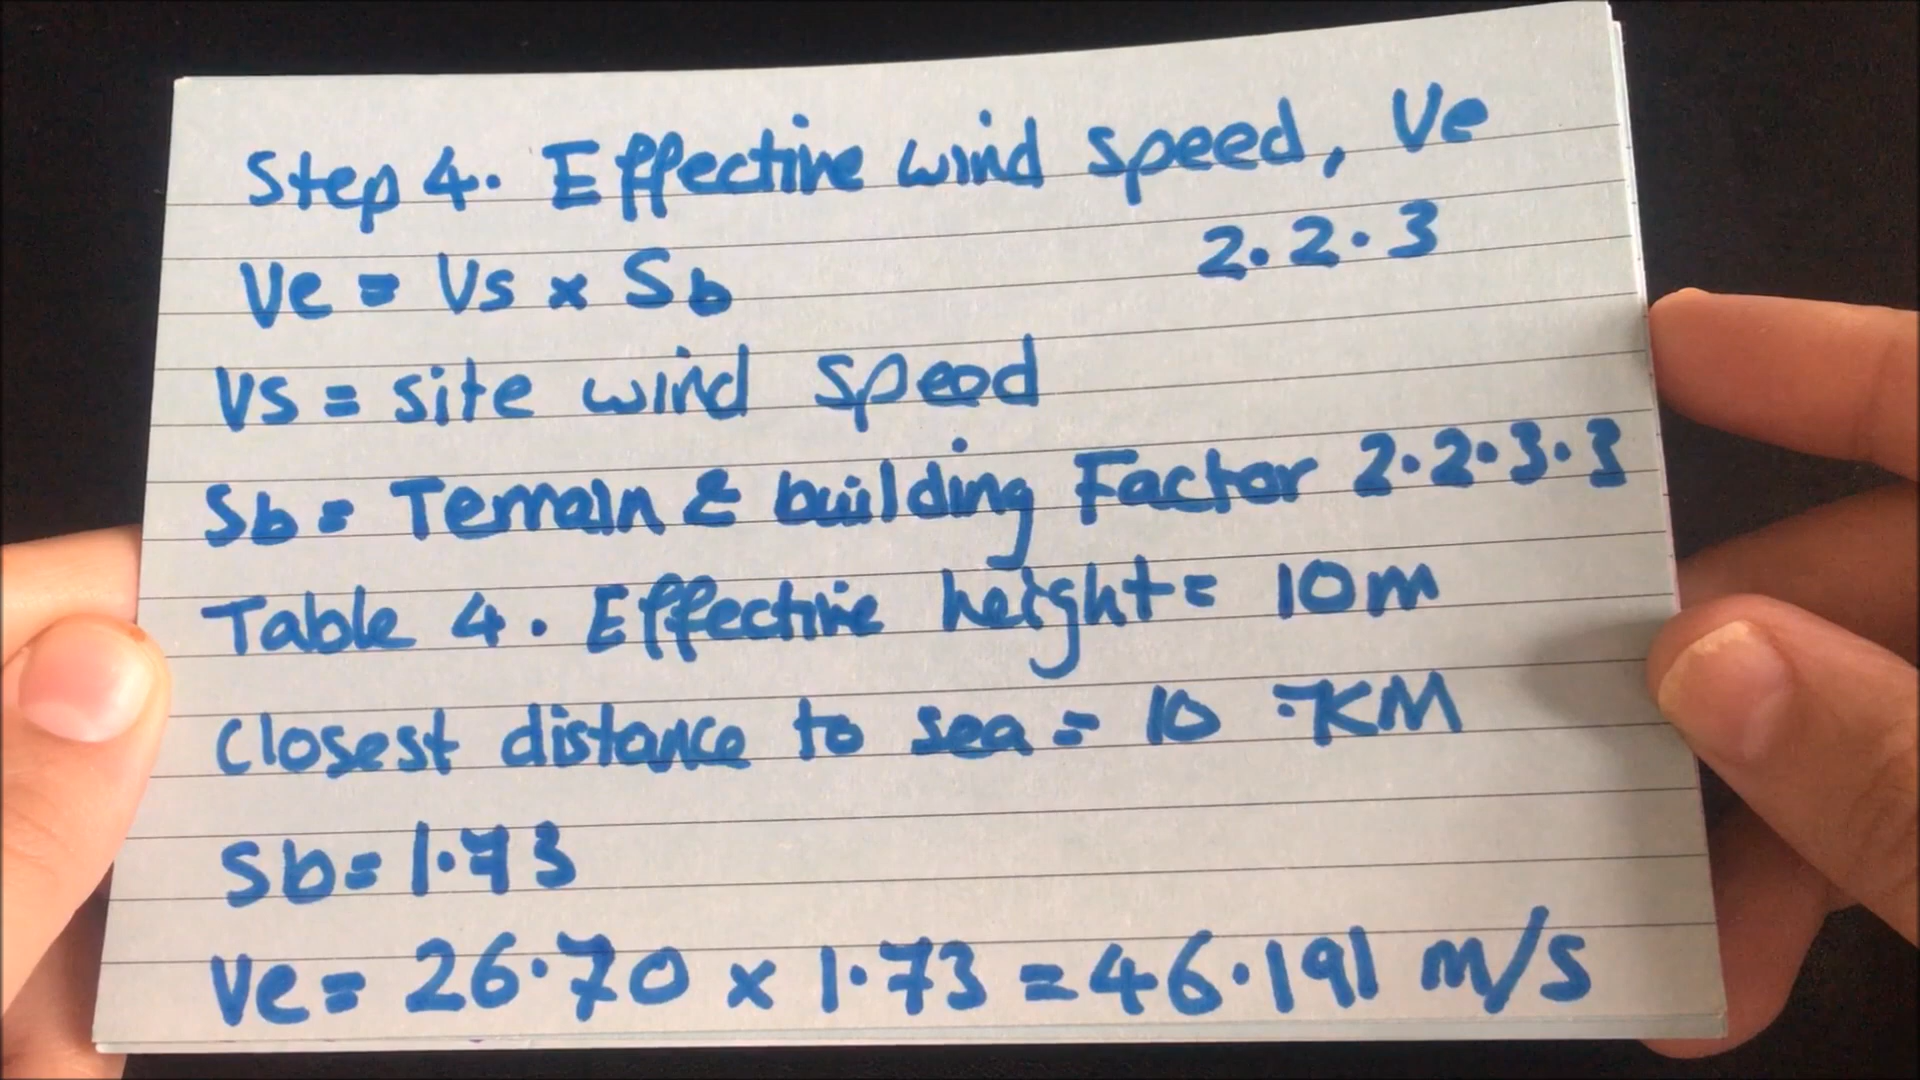 Step 4. Effective wind speed, Ve
2.2.3
Ve = Vs x Sb
Vs = site wind speed
Sb = Terrain & building Factor 2.2.3.3
Table 4. Effective height = 10m
Closest distance to sea = 10 KM
Sb = 1.73
Ve = 26.70 x 1.73 = 46.191 m/s